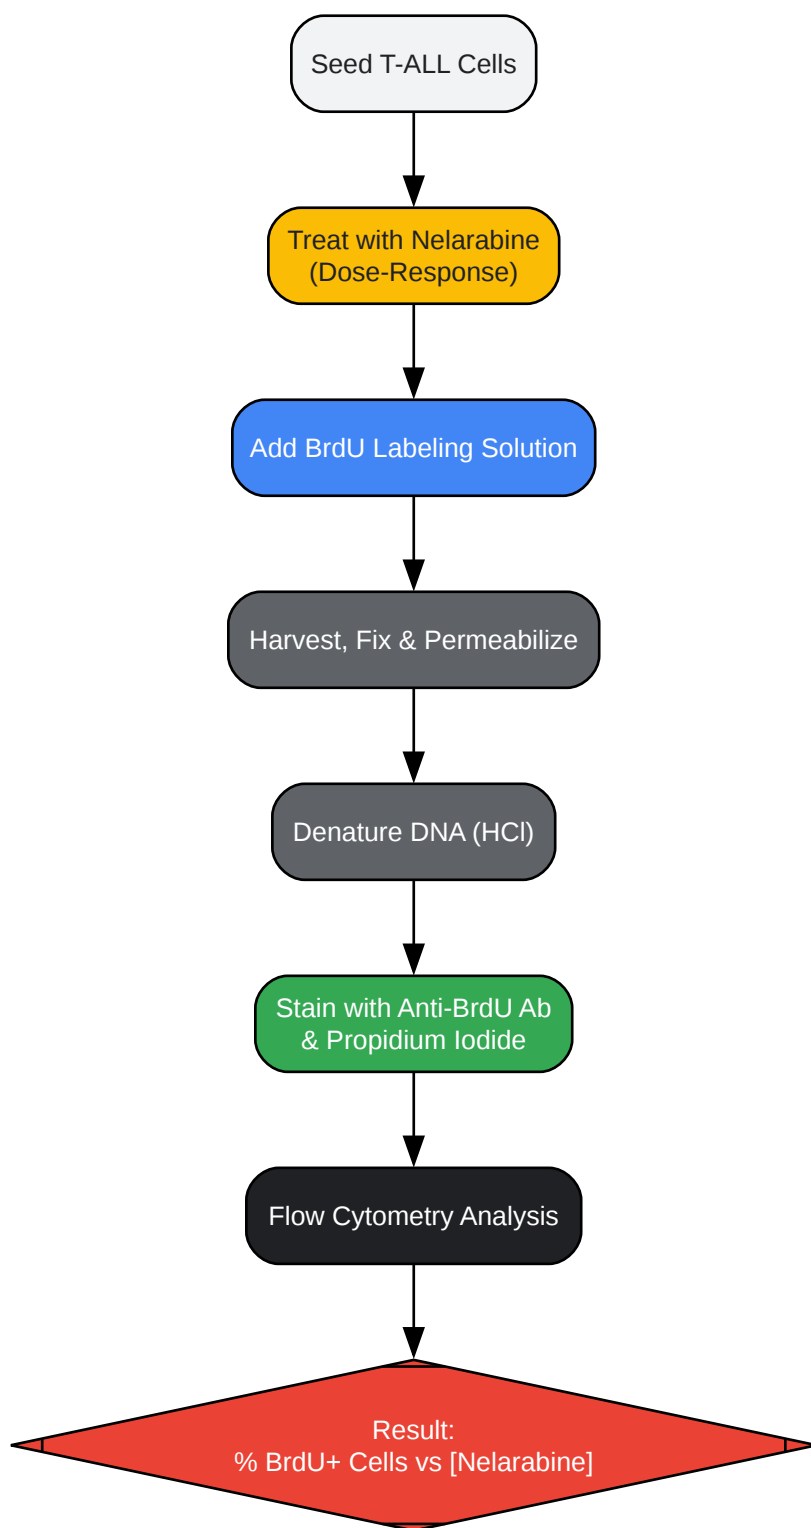 Seed T-ALL Cells
Treat with Nelarabine
(Dose-Response)
Add BrdU Labeling Solution
Harvest, Fix & Permeabilize
Denature DNA (HCl)
Stain with Anti-BrdU Ab
& Propidium Iodide
Flow Cytometry Analysis
Result:
% BrdU+ Cells vs [Nelarabine]